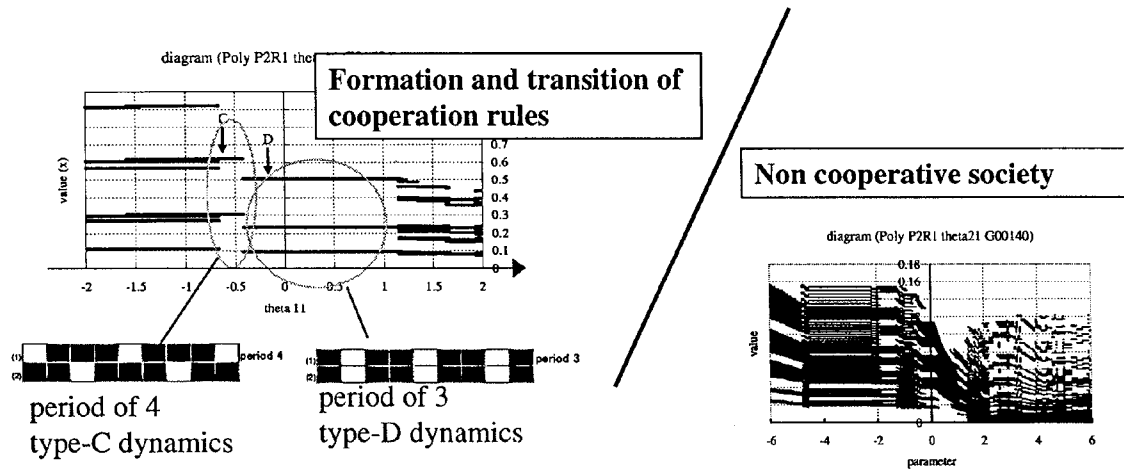 diagram (Poly P2R1 thet
Formation and transition of
cooperation rules
C
D
value (x)
0.7
0.6
0.5
0.4
0.3
0.2
0.1
0
-2
-1.5
-1
-0.5
0
0.5
1
1.5
2
theta 11
(1)
(2)
period 4
(1)
(2)
period 3
period of 4
type-C dynamics
period of 3
type-D dynamics
Non cooperative society
diagram (Poly P2R1 theta21 G00140)
value
0.18
0.16
0
-6
-4
-2
0
2
4
6
parameter